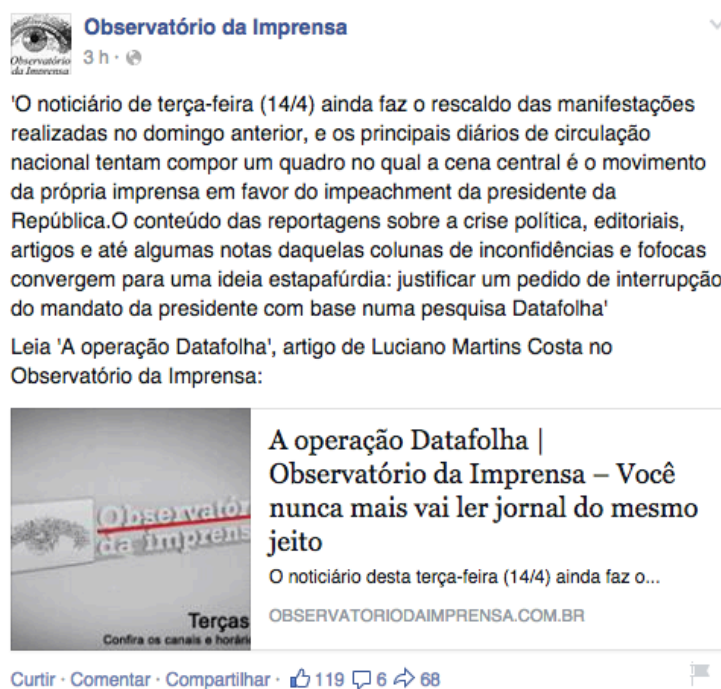 Observatório da Imprensa
Observatório
da Imprensa
3 h ·
'O noticiário de terça-feira (14/4) ainda faz o rescaldo das manifestações
realizadas no domingo anterior, e os principais diários de circulação
nacional tentam compor um quadro no qual a cena central é o movimento
da própria imprensa em favor do impeachment da presidente da
República.O conteúdo das reportagens sobre a crise política, editoriais,
artigos e até algumas notas daquelas colunas de inconfidências e fofocas
convergem para uma ideia estapafúrdia: justificar um pedido de interrupção
do mandato da presidente com base numa pesquisa Datafolha'
Leia 'A operação Datafolha', artigo de Luciano Martins Costa no
Observatório da Imprensa:
Observatór
da imprens
Terças
Confira os canais e horári
A operação Datafolha |
Observatório da Imprensa – Você
nunca mais vai ler jornal do mesmo
jeito
O noticiário desta terça-feira (14/4) ainda faz o...
OBSERVATORIODAIMPRENSA.COM.BR
Curtir · Comentar · Compartilhar · 119 6 68